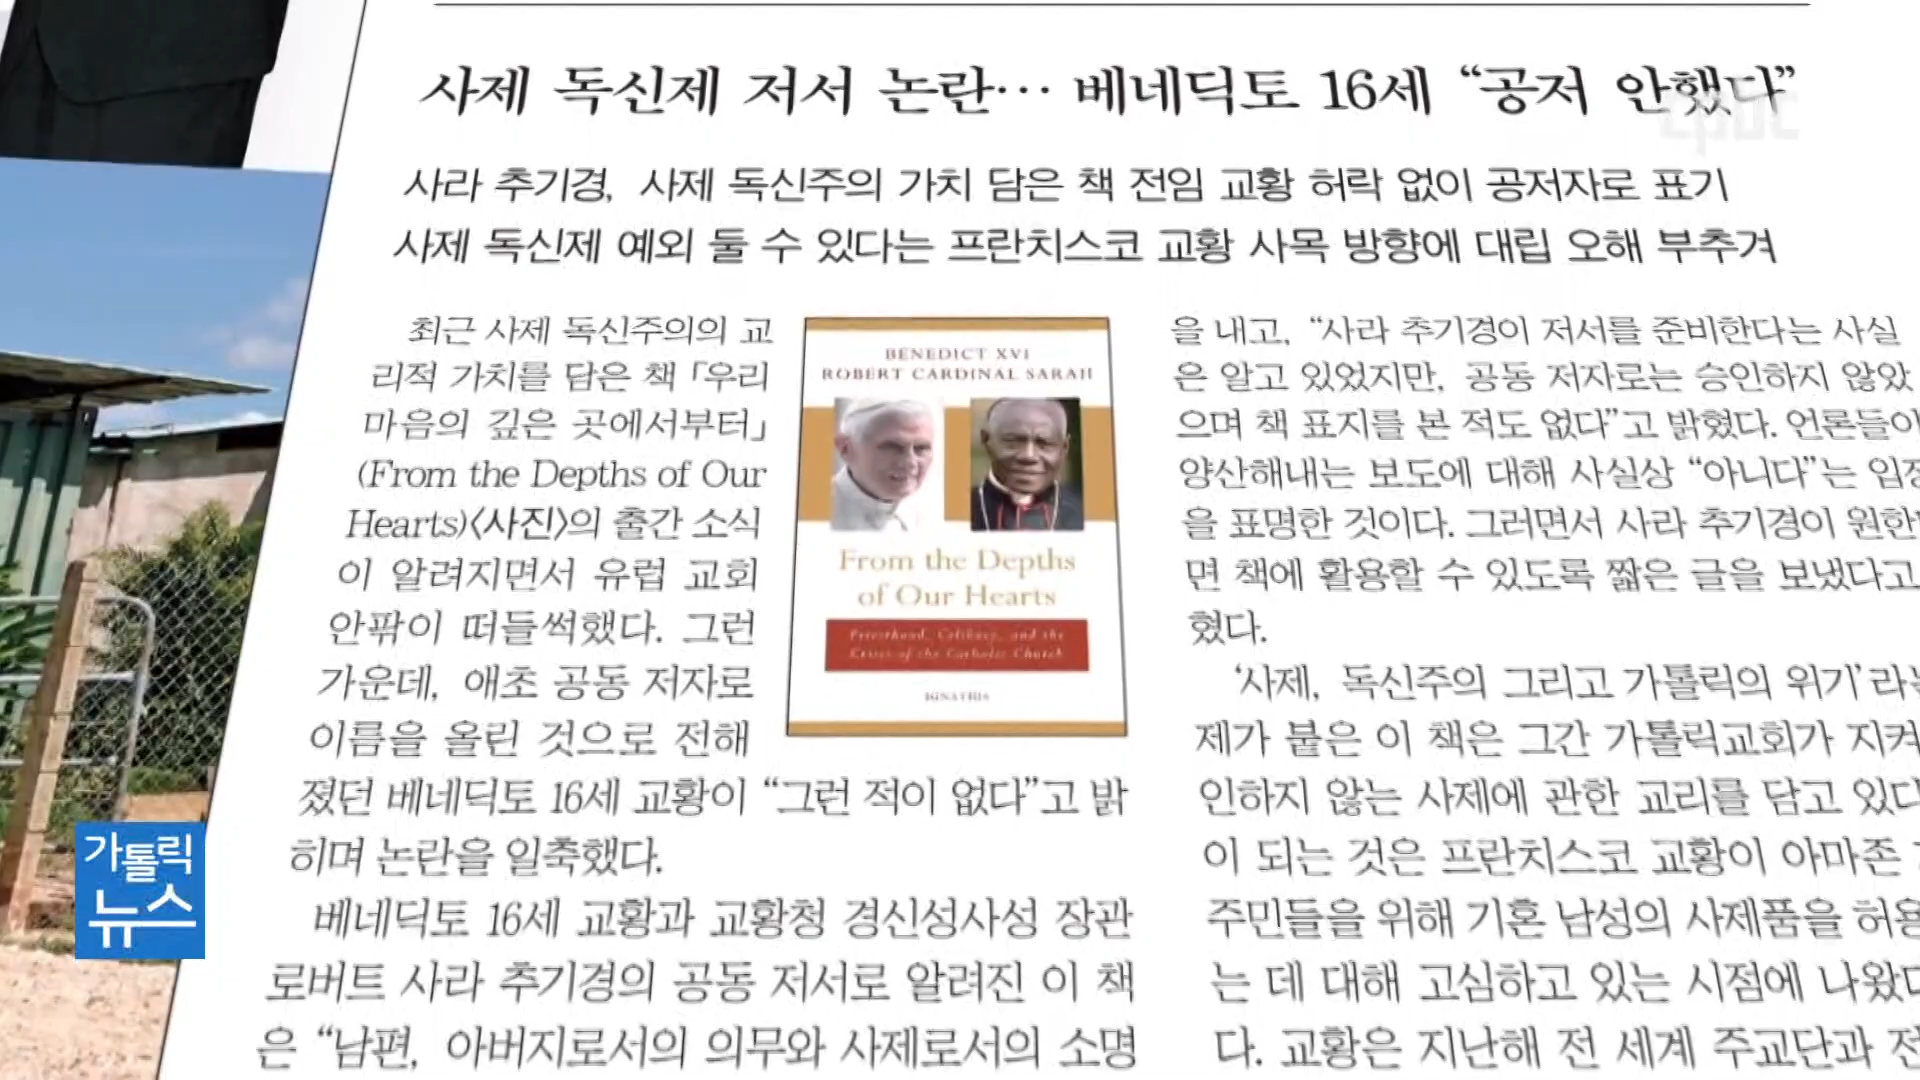 사제 독신제 저서 논란… 베네딕토 16세 “공저 안했다”
cpbc
사라 추기경, 사제 독신주의 가치 담은 책 전임 교황 허락 없이 공저자로 표기
사제 독신제 예외 둘 수 있다는 프란치스코 교황 사목 방향에 대립 오해 부추겨
최근 사제 독신주의의 교
리적 가치를 담은 책 「우리
마음의 깊은 곳에서부터」
(From the Depths of Our
Hearts)〈사진〉의 출간 소식
이 알려지면서 유럽 교회
안팎이 떠들썩했다. 그런
가운데, 애초 공동 저자로
이름을 올린 것으로 전해
졌던 베네딕토 16세 교황이 “그런 적이 없다”고 밝
히며 논란을 일축했다.
베네딕토 16세 교황과 교황청 경신성사성 장관
로버트 사라 추기경의 공동 저서로 알려진 이 책
은 “남편, 아버지로서의 의무와 사제로서의 소명
BENEDICT XVI
ROBERT CARDINAL SARAH
From the Depths
of Our Hearts
Priesthood, Celibacy, and the
Crisis of the Catholic Church
IGNATIUS
을 내고, “사라 추기경이 저서를 준비한다는 사실
은 알고 있었지만, 공동 저자로는 승인하지 않았
으며 책 표지를 본 적도 없다”고 밝혔다. 언론들이
양산해내는 보도에 대해 사실상 “아니다”는 입장
을 표명한 것이다. 그러면서 사라 추기경이 원한
면 책에 활용할 수 있도록 짧은 글을 보냈다고
혔다.
‘사제, 독신주의 그리고 가톨릭의 위기’라는
제가 붙은 이 책은 그간 가톨릭교회가 지켜
인하지 않는 사제에 관한 교리를 담고 있다
이 되는 것은 프란치스코 교황이 아마존
주민들을 위해 기혼 남성의 사제품을 허용
는 데 대해 고심하고 있는 시점에 나왔다
다. 교황은 지난해 전 세계 주교단과 전
가톨릭
뉴스